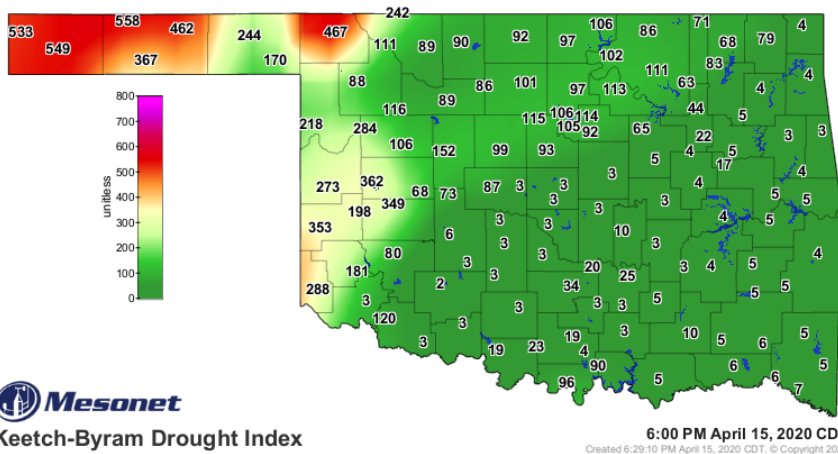 242
533 558 462 244 467 106 71 4
549 367 170 111 89 90 92 97 86 68 79
102 83 4
88 86 101 97 113 111 63 4
89 44
116 115 106 114 5
218 284 105 92 65 22 3 3
106 152 99 93 4 5
5 17
362 3 4 4
273 68 73 87 3 3 5 5
198 349 3 3
353 3 3 3 10 4 5
6
80 3 3 3 4
181 3 3 20 25 3 4 5
288 2 34 5
3 3 3 3 5 5
120 3
3 19 23 19 3 10 5 5
4 6
90 6 5
96 5 6 7
800
700
600
500
400
300
200
100
0
unitless
Mesonet
Keetch-Byram Drought Index
6:00 PM April 15, 2020 CD
Created 6:29:10 PM April 15, 2020 CDT. © Copyright 20